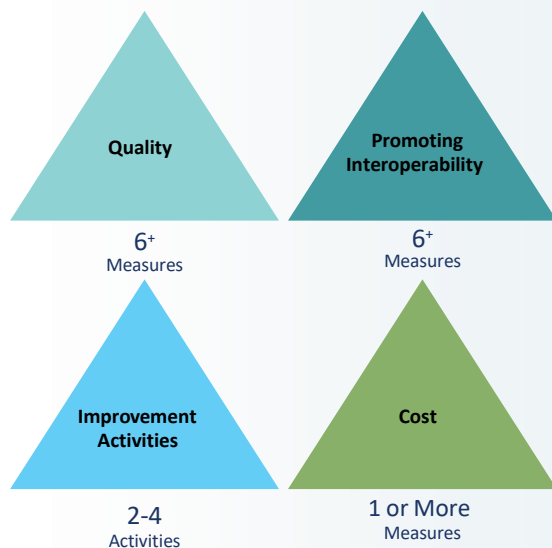 Quality
Promoting
Interoperability
6+
Measures
6+
Measures
Improvement
Activities
Cost
2-4
Activities
1 or More
Measures